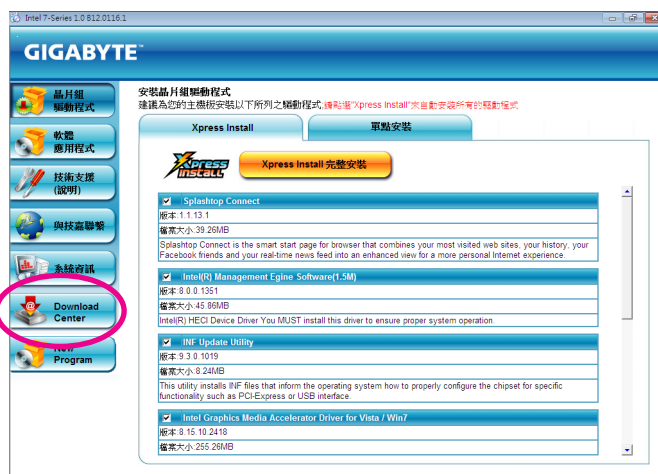 Intel 7-Series 1.0 B12.0116.1
GIGABYTE™
晶片組
驅動程式
軟體
應用程式
技術支援
(說明)
與技嘉聯繫
系統資訊
Download
Center
New
Program
安裝晶片組驅動程式
建議為您的主機板安裝以下所列之驅動程式,請點選"Xpress Install"來自動安裝所有的驅動程式
Xpress Install
單點安裝
Xpress
INSTALL
Xpress Install 完整安裝
Splashtop Connect
版本:1.1.13.1
檔案大小:39.26MB
Splashtop Connect is the smart start page for browser that combines your most visited web sites, your history, your
Facebook friends and your real-time news feed into an enhanced view for a more personal Internet experience.
Intel(R) Management Egine Software(1.5M)
版本:8.0.0.1351
檔案大小:45.86MB
Intel(R) HECI Device Driver You MUST install this driver to ensure proper system operation.
INF Update Utility
版本:9.3.0.1019
檔案大小:8.24MB
This utility installs INF files that inform the operating system how to properly configure the chipset for specific
functionality such as PCI-Express or USB interface.
Intel Graphics Media Accelerator Driver for Vista / Win7
版本:8.15.10.2418
檔案大小:255.26MB